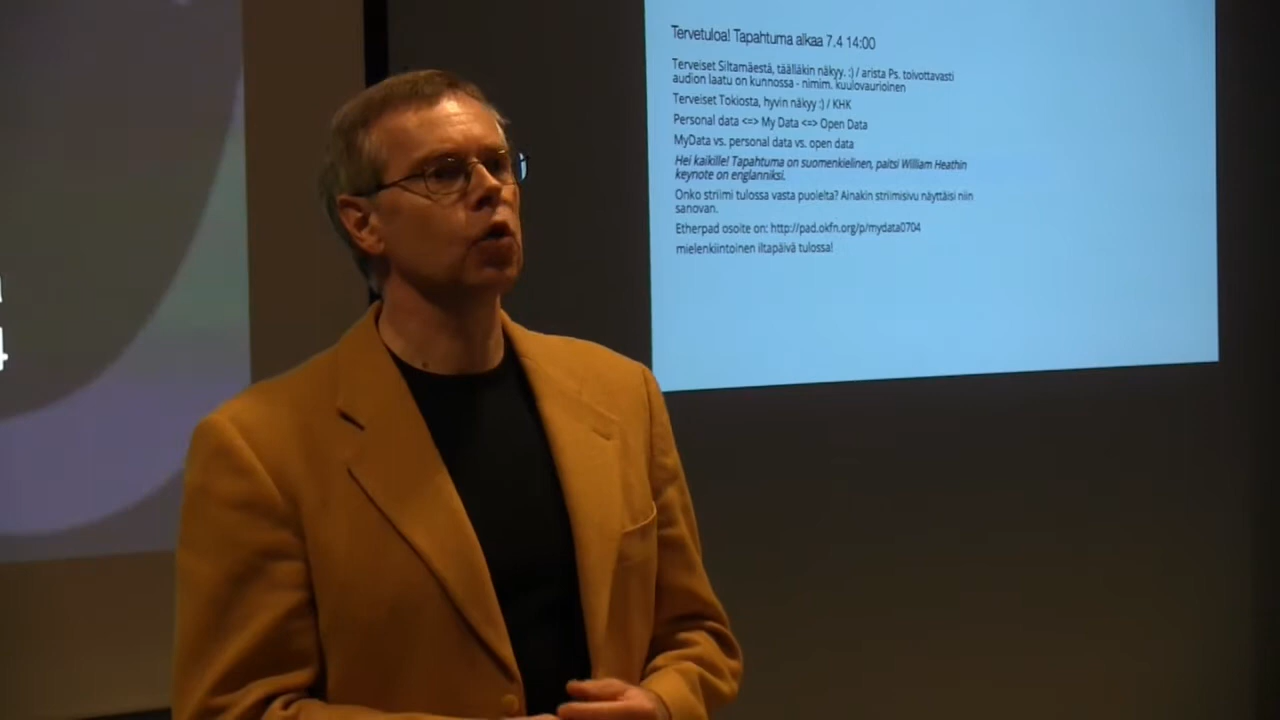 Tervetuloa! Tapahtuma alkaa 7.4 14:00
Terveiset Siltamäestä, täälläkin näkyy. :) / arista Ps. toivottavasti
audion laatu on kunnossa - nimim. kuulovaurioinen
Terveiset Tokiosta, hyvin näkyy :) / KHK
Personal data <=> My Data <=> Open Data
MyData vs. personal data vs. open data
Hei kaikille! Tapahtuma on suomenkielinen, paitsi William Heathin
keynote on englanniksi.
Onko striimi tulossa vasta puolelta? Ainakin striimisivu näyttäisi niin
sanovan.
Etherpad osoite on: http://pad.okfn.org/p/mydata0704
mielenkiintoinen iltapäivä tulossa!